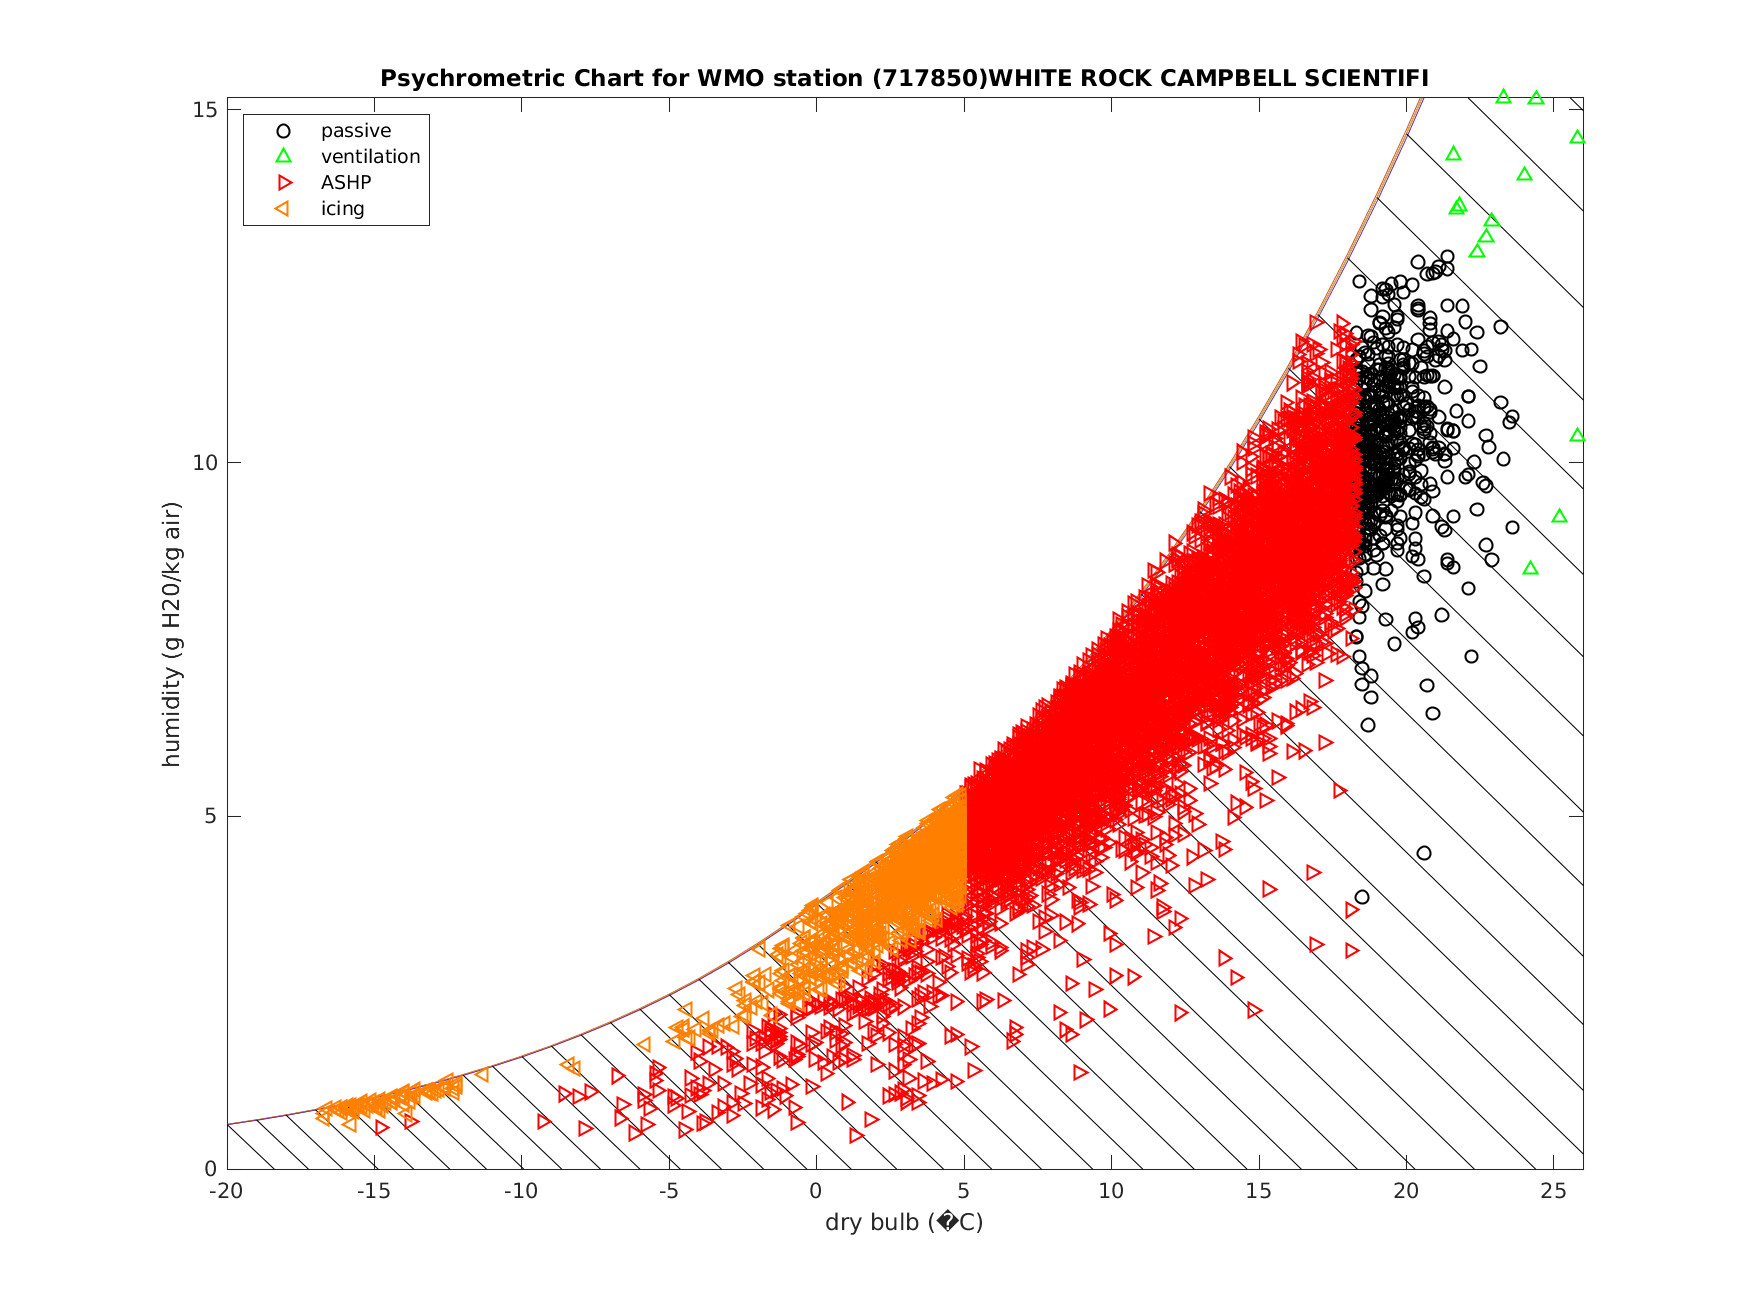 Psychrometric Chart for WMO station (717850)WHITE ROCK CAMPBELL SCIENTIFI
15
passive
ventilation
ASHP
icing
10
humidity (g H20/kg air)
5
0
-20 -15 -10 -5 0 5 10 15 20 25
dry bulb (�C)